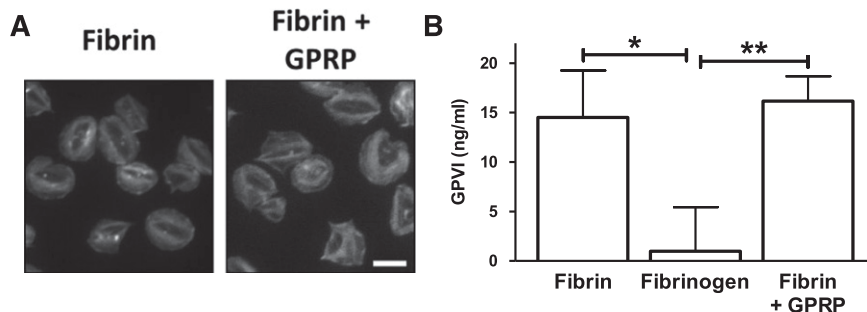 A
Fibrin
Fibrin +
GPRP
B
*
**
20
15
10
5
0
GPVI (ng/ml)
Fibrin
Fibrinogen
Fibrin
+ GPRP